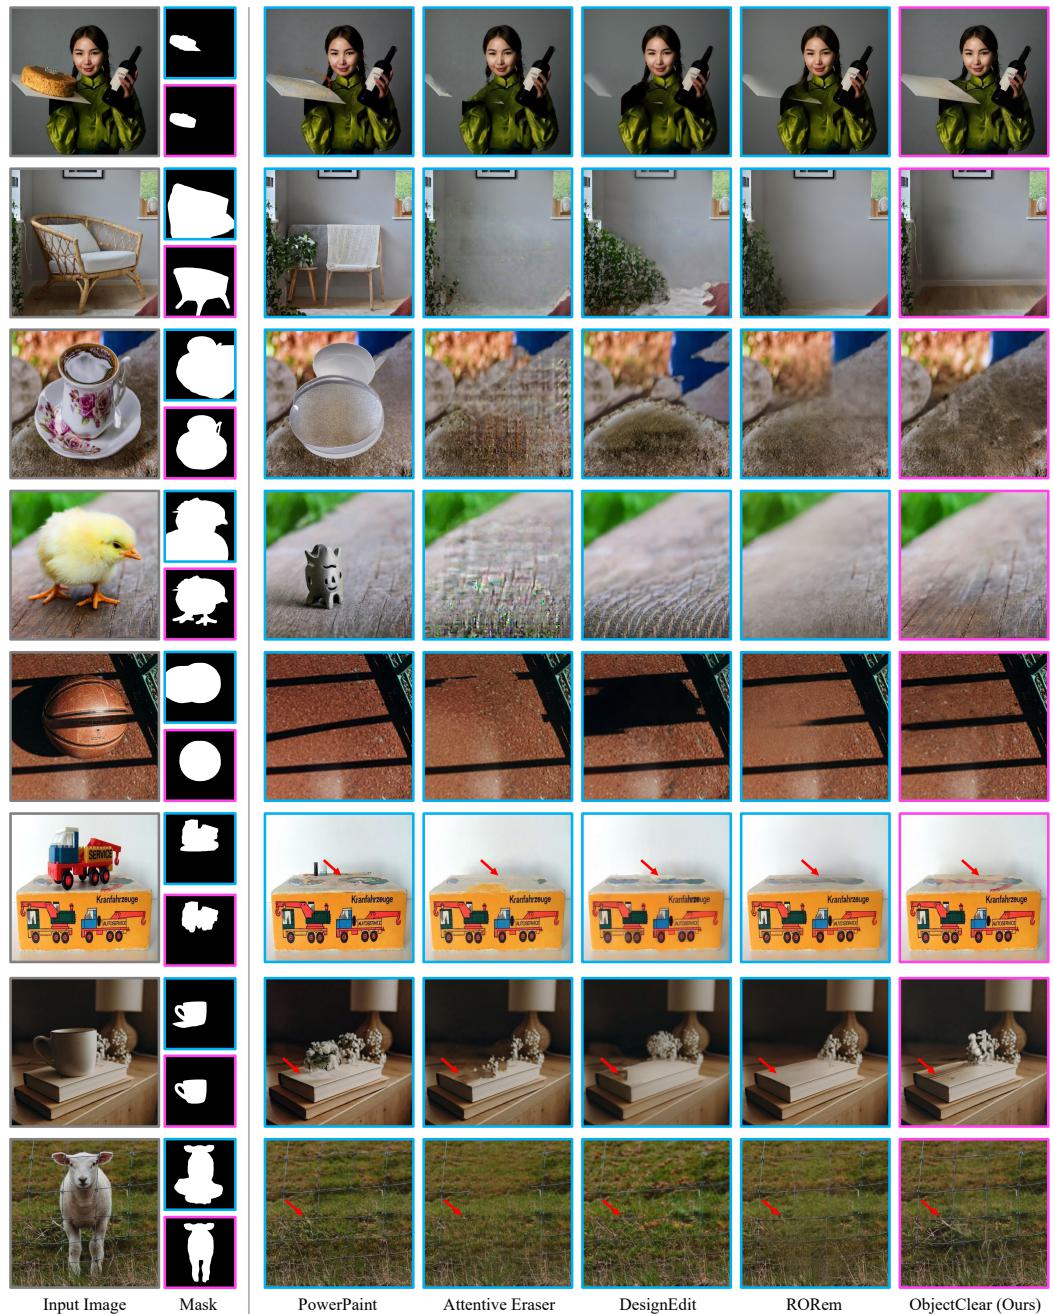 SERVICE
Kranfahrzeuge
AUTOSERVICE
Kranfahrzeuge
AUTOSERVICE
Kranfahrzeuge
AUTOSERVICE
Kranfahrzeuge
AUTOSERVICE
Kranfahrzeuge
AUTOSERVICE
Kranfahrzeuge
AUTOSERVICE
Input Image Mask PowerPaint Attentive Eraser DesignEdit RORem ObjectClear (Ours)